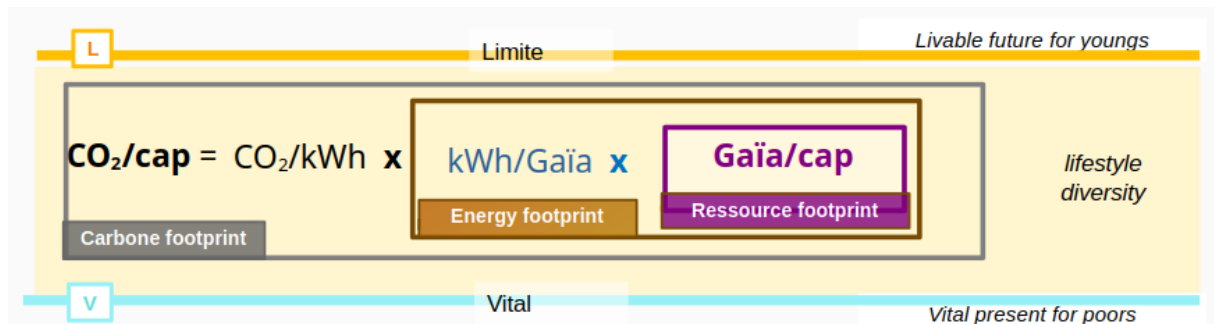 Livable future for youngs
L
Limite
CO₂/cap = CO₂/kWh x kWh/Gaïa x Gaïa/cap
lifestyle
diversity
Ressource footprint
Energy footprint
Carbone footprint
V
Vital
Vital present for poors